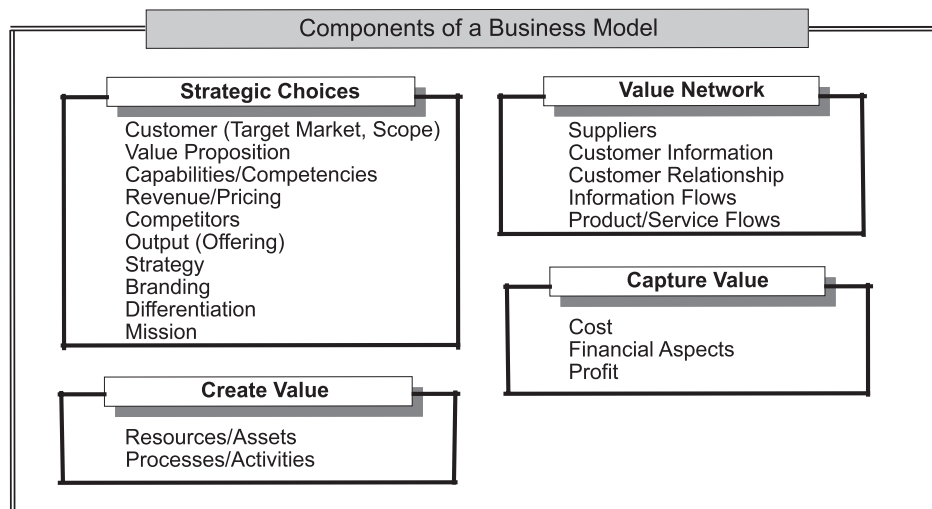 Components of a Business Model
Strategic Choices
Customer (Target Market, Scope)
Value Proposition
Capabilities/Competencies
Revenue/Pricing
Competitors
Output (Offering)
Strategy
Branding
Differentiation
Mission
Create Value
Resources/Assets
Processes/Activities
Value Network
Suppliers
Customer Information
Customer Relationship
Information Flows
Product/Service Flows
Capture Value
Cost
Financial Aspects
Profit